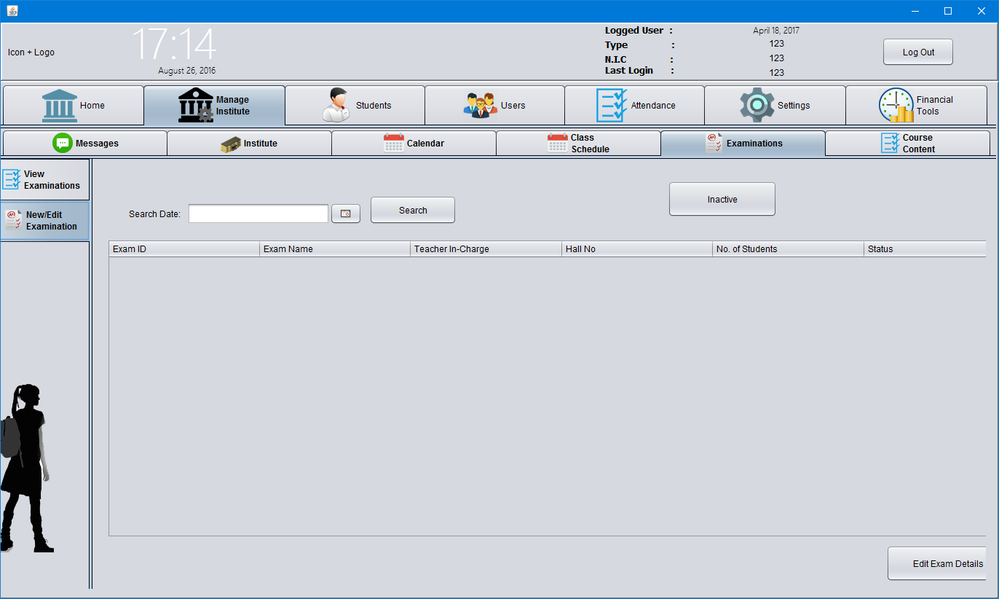 Icon + Logo
17:14
August 26, 2016
Logged User :
April 18, 2017
Type :
123
N.I.C :
123
Last Login :
123
Log Out
Home
Manage
Institute
Students
Users
Attendance
Settings
Financial
Tools
Messages
Institute
Calendar
Class
Schedule
Examinations
Course
Content
View
Examinations
New/Edit
Examination
Search Date:
Search
Inactive
Exam ID
Exam Name
Teacher In-Charge
Hall No
No. of Students
Status
Edit Exam Details